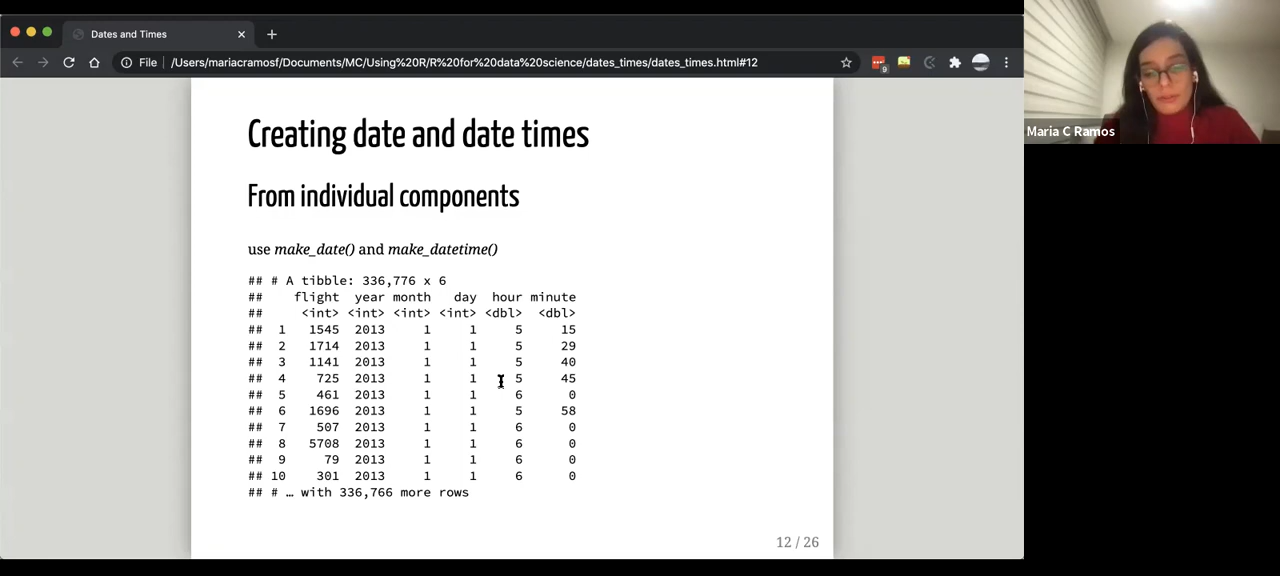 Dates and Times
File
/Users/mariacramosf/Documents/MC/Using%20R/R%20for%20data%20science/dates_times/dates_times.html#12
9
Maria C Ramos
Creating date and date times
From individual components
use make_date() and make_datetime()
## # A tibble: 336,776 x 6
##    flight  year month   day  hour minute
##     <int> <int> <int> <int> <dbl>  <dbl>
##  1   1545  2013     1     1     5     15
##  2   1714  2013     1     1     5     29
##  3   1141  2013     1     1     5     40
##  4    725  2013     1     1     5     45
##  5    461  2013     1     1     6      0
##  6   1696  2013     1     1     5     58
##  7    507  2013     1     1     6      0
##  8   5708  2013     1     1     6      0
##  9     79  2013     1     1     6      0
## 10    301  2013     1     1     6      0
## # … with 336,766 more rows
12 / 26